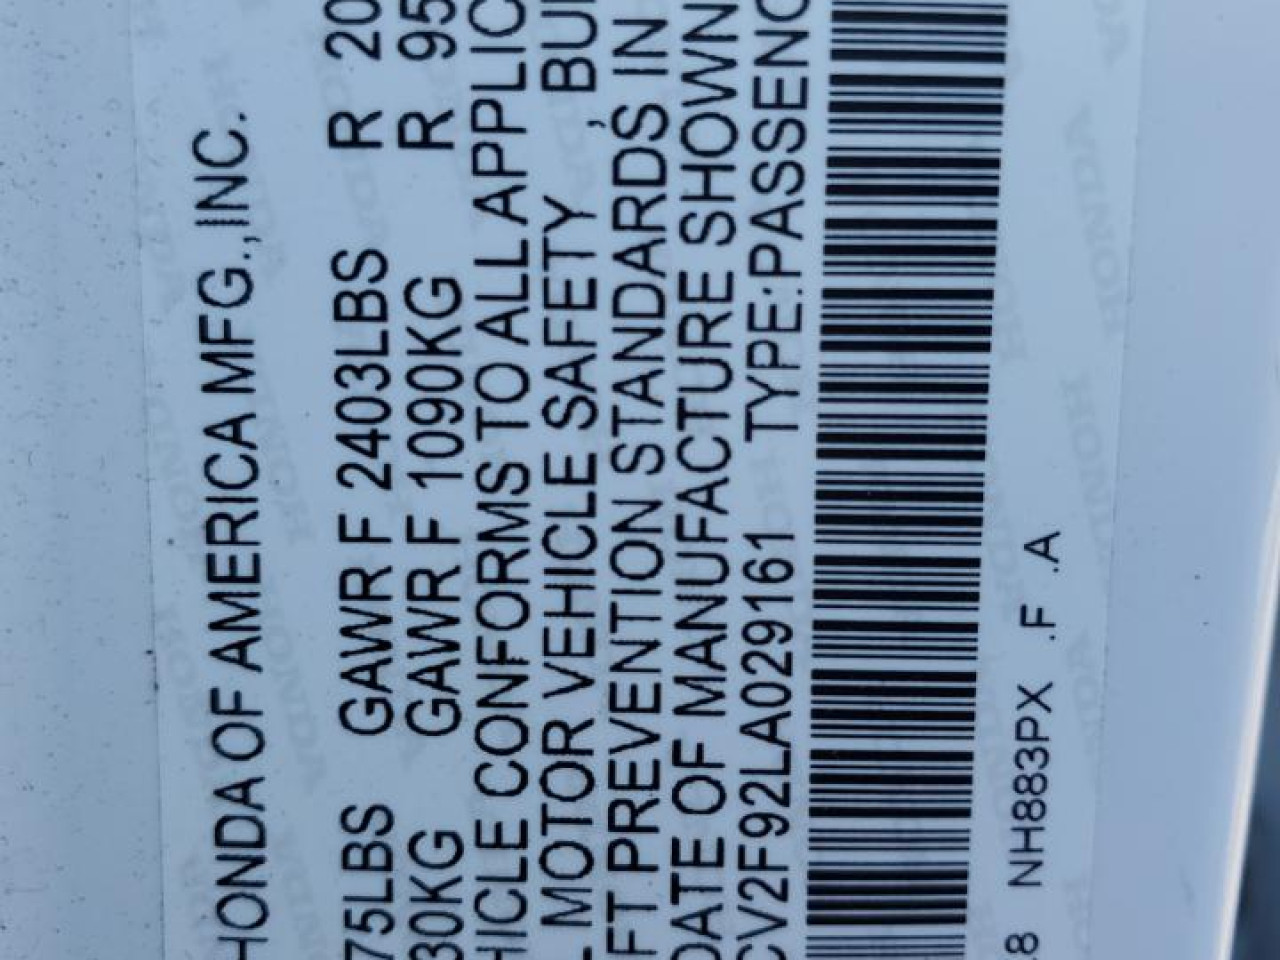 HONDA OF AMERICA MFG.,INC.
75LBS GAWR F 2403LBS R 20
30KG GAWR F 1090KG R 95
HICLE CONFORMS TO ALL APPLIC
MOTOR VEHICLE SAFETY , BU
FT PREVENTION STANDARDS IN
DATE OF MANUFACTURE SHOWN
CV2F92LA029161 TYPE:PASSENG
.8 NH883PX .F .A